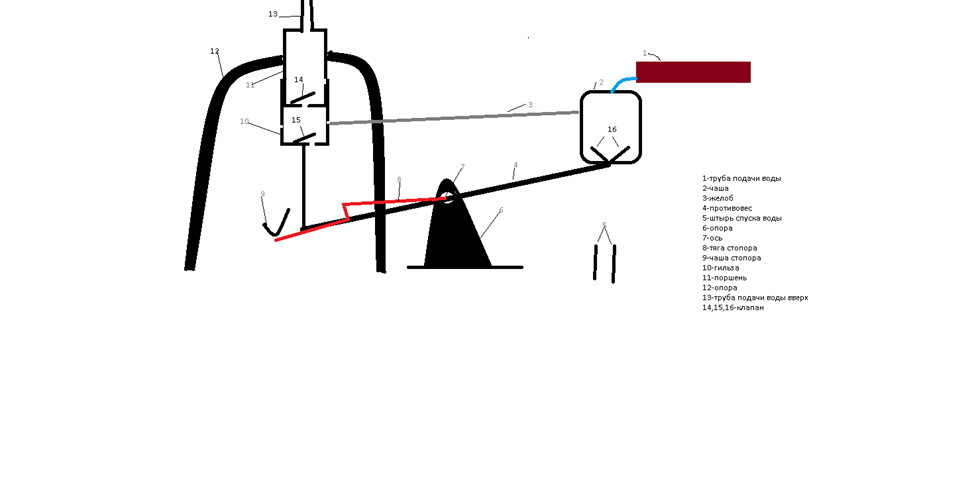 13
12
1
11
14
2
3
10
15
16
9
8
7
4
6
5
1-труба подачи воды
2-чаша
3-желоб
4-противовес
5-штырь спуска воды
6-опора
7-ось
8-тяга стопора
9-чаша стопора
10-гильза
11-поршень
12-опора
13-труба подачи воды вверх
14,15,16-клапан